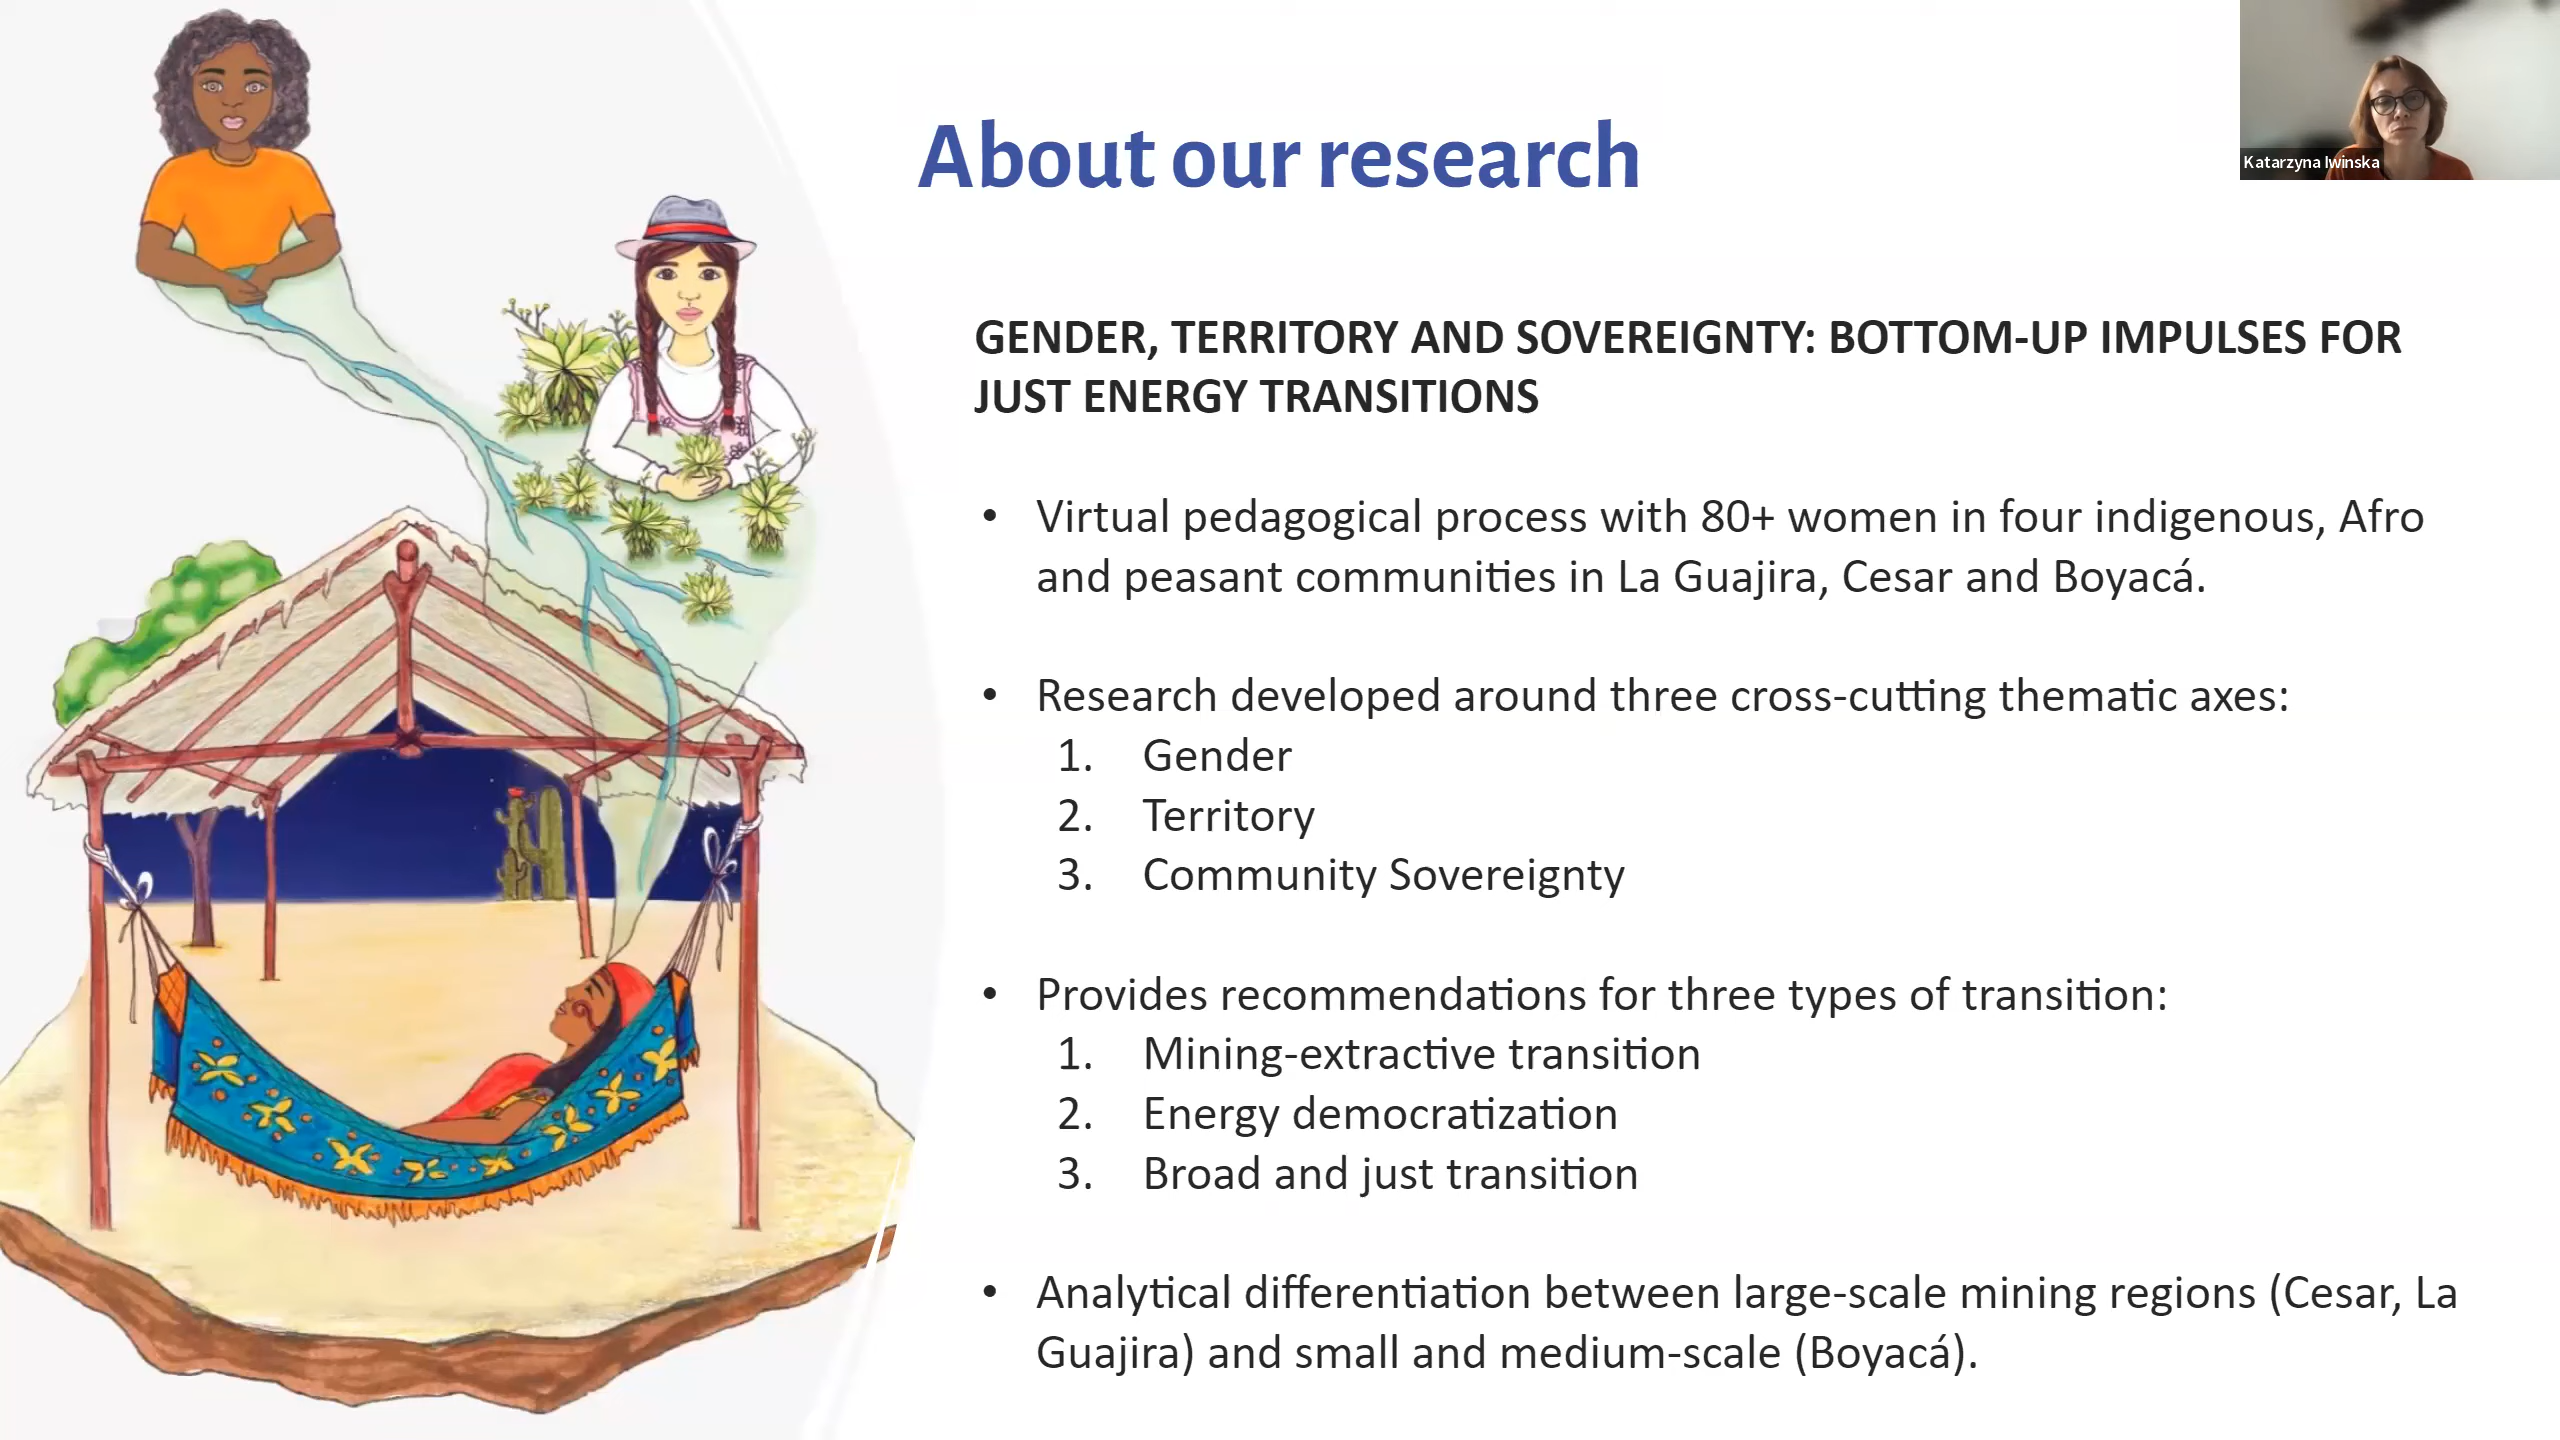 About our research
Katarzyna Iwinska
GENDER, TERRITORY AND SOVEREIGNTY: BOTTOM-UP IMPULSES FOR
JUST ENERGY TRANSITIONS
• Virtual pedagogical process with 80+ women in four indigenous, Afro
and peasant communities in La Guajira, Cesar and Boyacá.
• Research developed around three cross-cutting thematic axes:
1. Gender
2. Territory
3. Community Sovereignty
• Provides recommendations for three types of transition:
1. Mining-extractive transition
2. Energy democratization
3. Broad and just transition
• Analytical differentiation between large-scale mining regions (Cesar, La
Guajira) and small and medium-scale (Boyacá).